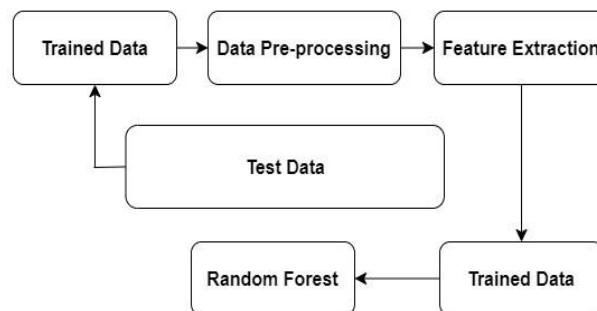 Trained Data
Data Pre-processing
Feature Extraction
Test Data
Random Forest
Trained Data